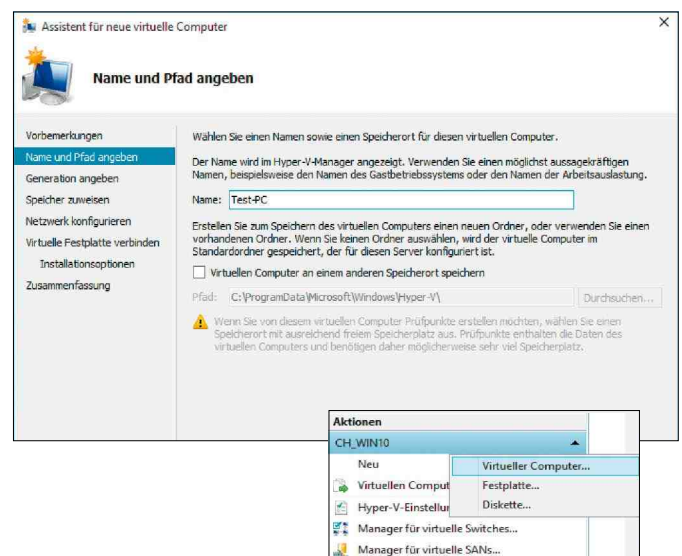 Assistent für neue virtuelle Computer
Name und Pfad angeben
Vorbemerkungen
Name und Pfad angeben
Generation angeben
Speicher zuweisen
Netzwerk konfigurieren
Virtuelle Festplatte verbinden
Installationsoptionen
Zusammenfassung
Wählen Sie einen Namen sowie einen Speicherort für diesen virtuellen Computer.
Der Name wird im Hyper-V-Manager angezeigt. Verwenden Sie einen möglichst aussagekräftigen
Namen, beispielsweise den Namen des Gastbetriebssystems oder den Namen der Arbeitsauslastung.
Name: Test-PC
Erstellen Sie zum Speichern des virtuellen Computers einen neuen Ordner, oder verwenden Sie einen
vorhandenen Ordner. Wenn Sie keinen Ordner auswählen, wird der virtuelle Computer im
Standardordner gespeichert, der für diesen Server konfiguriert ist.
Virtuellen Computer an einem anderen Speicherort speichern
Pfad: C:\ProgramData\Microsoft\Windows\Hyper-V\ Durchsuchen...
Wenn Sie von diesem virtuellen Computer Prüfpunkte erstellen möchten, wählen Sie einen
Speicherort mit ausreichend freiem Speicherplatz aus. Prüfpunkte enthalten die Daten des
virtuellen Computers und benötigen daher möglicherweise sehr viel Speicherplatz.
Aktionen
CH_WIN10
Neu
Virtueller Computer...
Virtuellen Comput
Festplatte...
Hyper-V-Einstellur
Diskette...
Manager für virtuelle Switches...
Manager für virtuelle SANs...